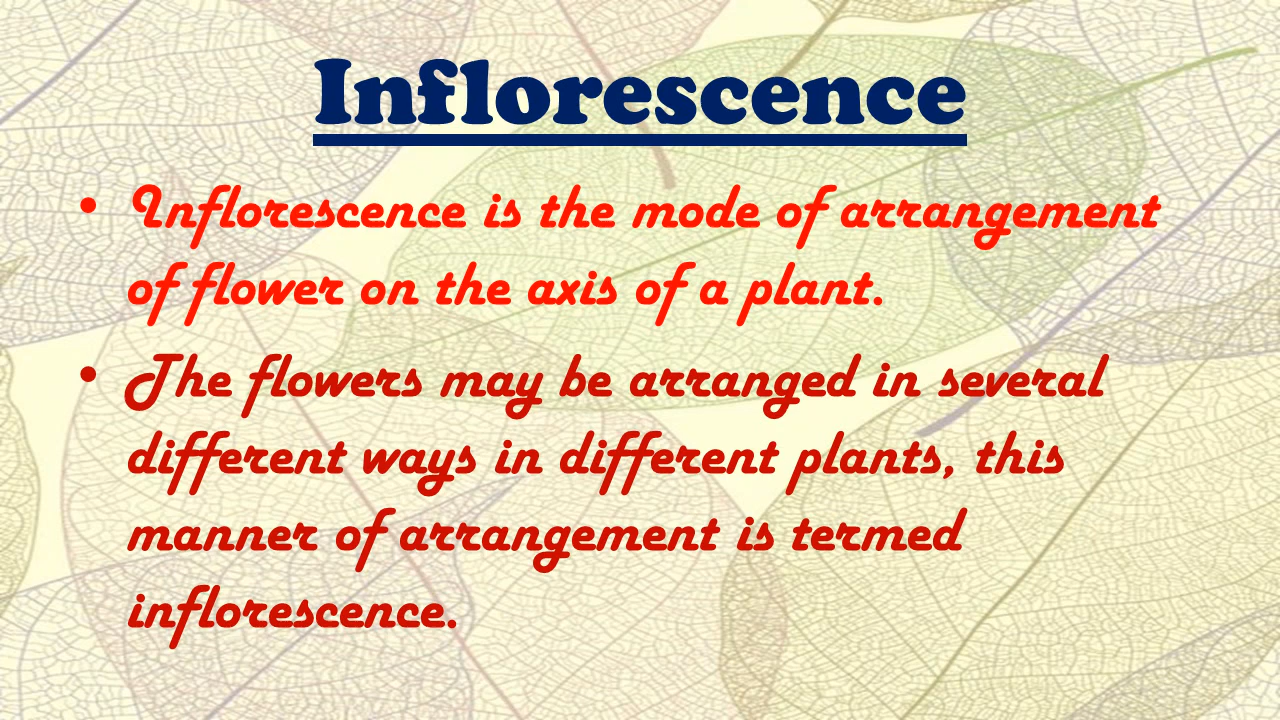 Inflorescence
• Inflorescence is the mode of arrangement
of flower on the axis of a plant.
• The flowers may be arranged in several
different ways in different plants, this
manner of arrangement is termed
inflorescence.